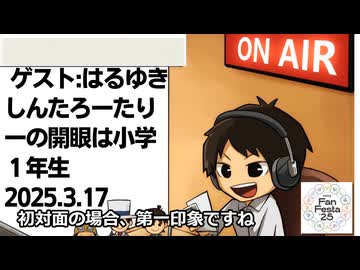 ON AIR
ゲスト:はるゆき
しんたろーたり
ーの開眼は小学
１年生
2025.3.17
初対面の場合、第一印象ですね
Fan
Festa
'25